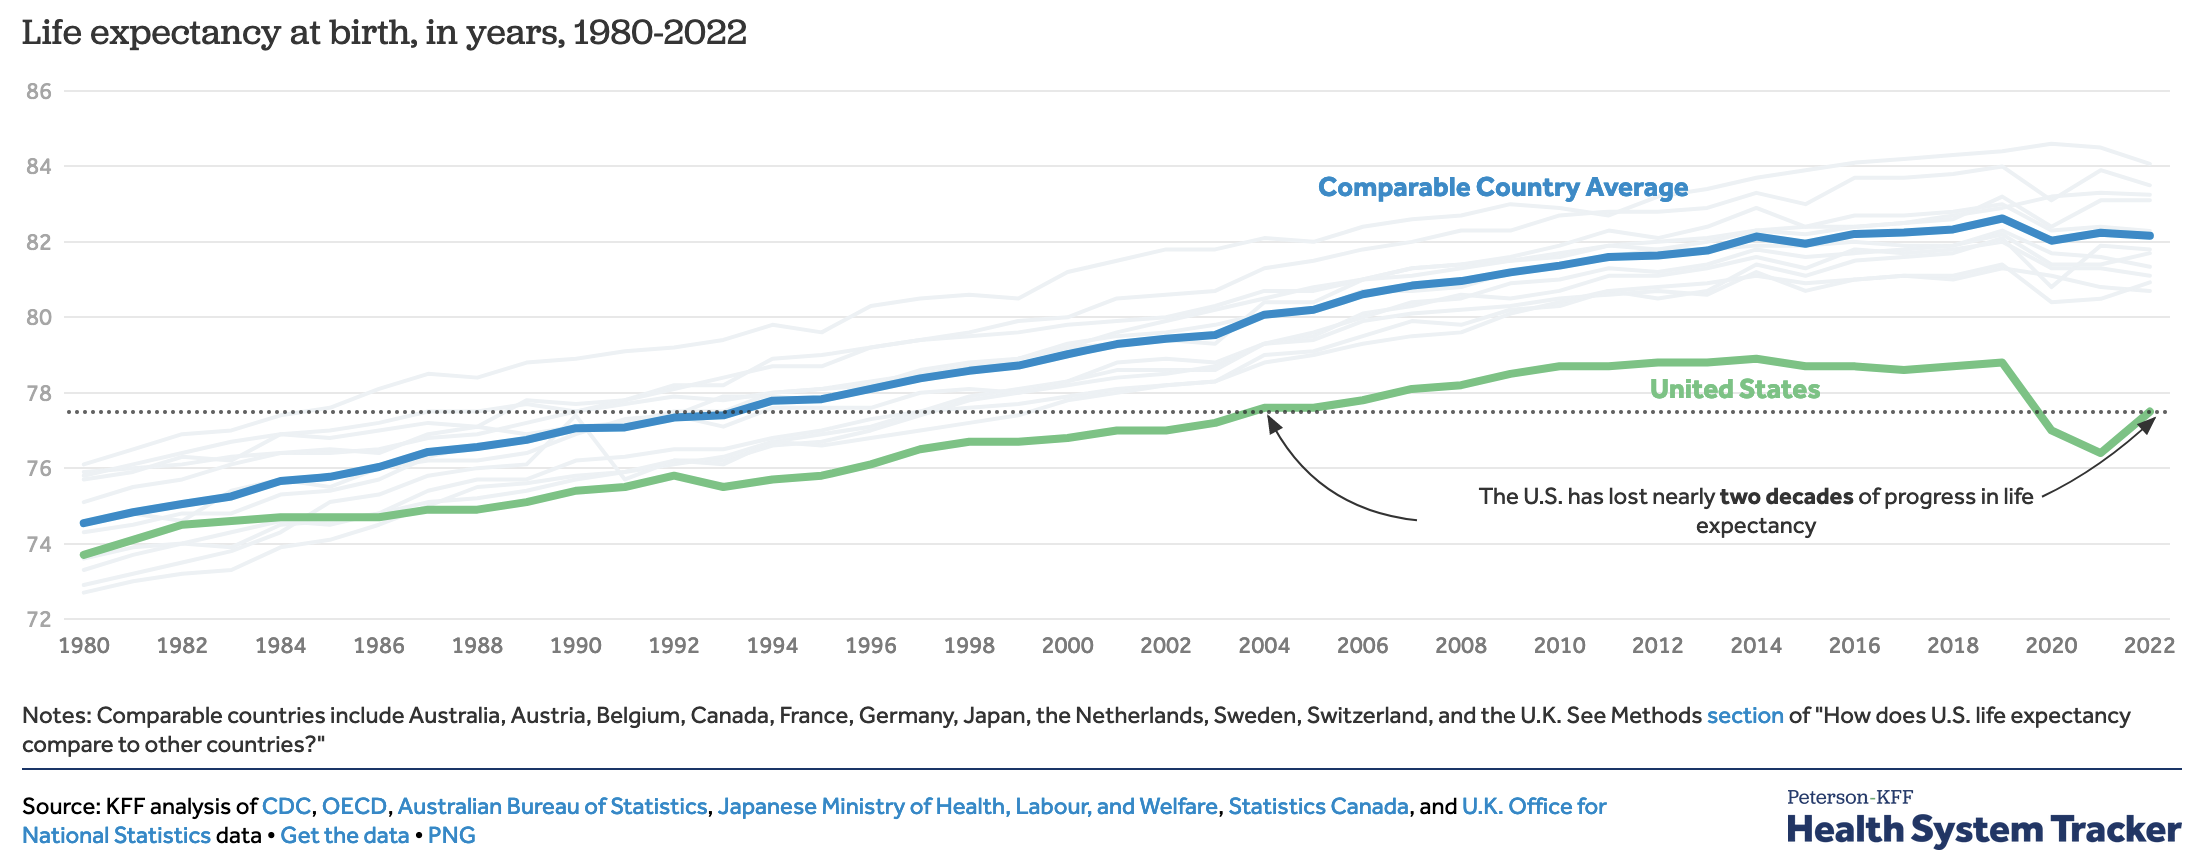 Life expectancy at birth, in years, 1980-2022
86
84
Comparable Country Average
82
80
78
United States
76
The U.S. has lost nearly two decades of progress in life
expectancy
74
72
1980 1982 1984 1986 1988 1990 1992 1994 1996 1998 2000 2002 2004 2006 2008 2010 2012 2014 2016 2018 2020 2022
Notes: Comparable countries include Australia, Austria, Belgium, Canada, France, Germany, Japan, the Netherlands, Sweden, Switzerland, and the U.K. See Methods section of "How does U.S. life expectancy
compare to other countries?"
Source: KFF analysis of CDC, OECD, Australian Bureau of Statistics, Japanese Ministry of Health, Labour, and Welfare, Statistics Canada, and U.K. Office for
National Statistics data • Get the data • PNG
Peterson-KFF
Health System Tracker